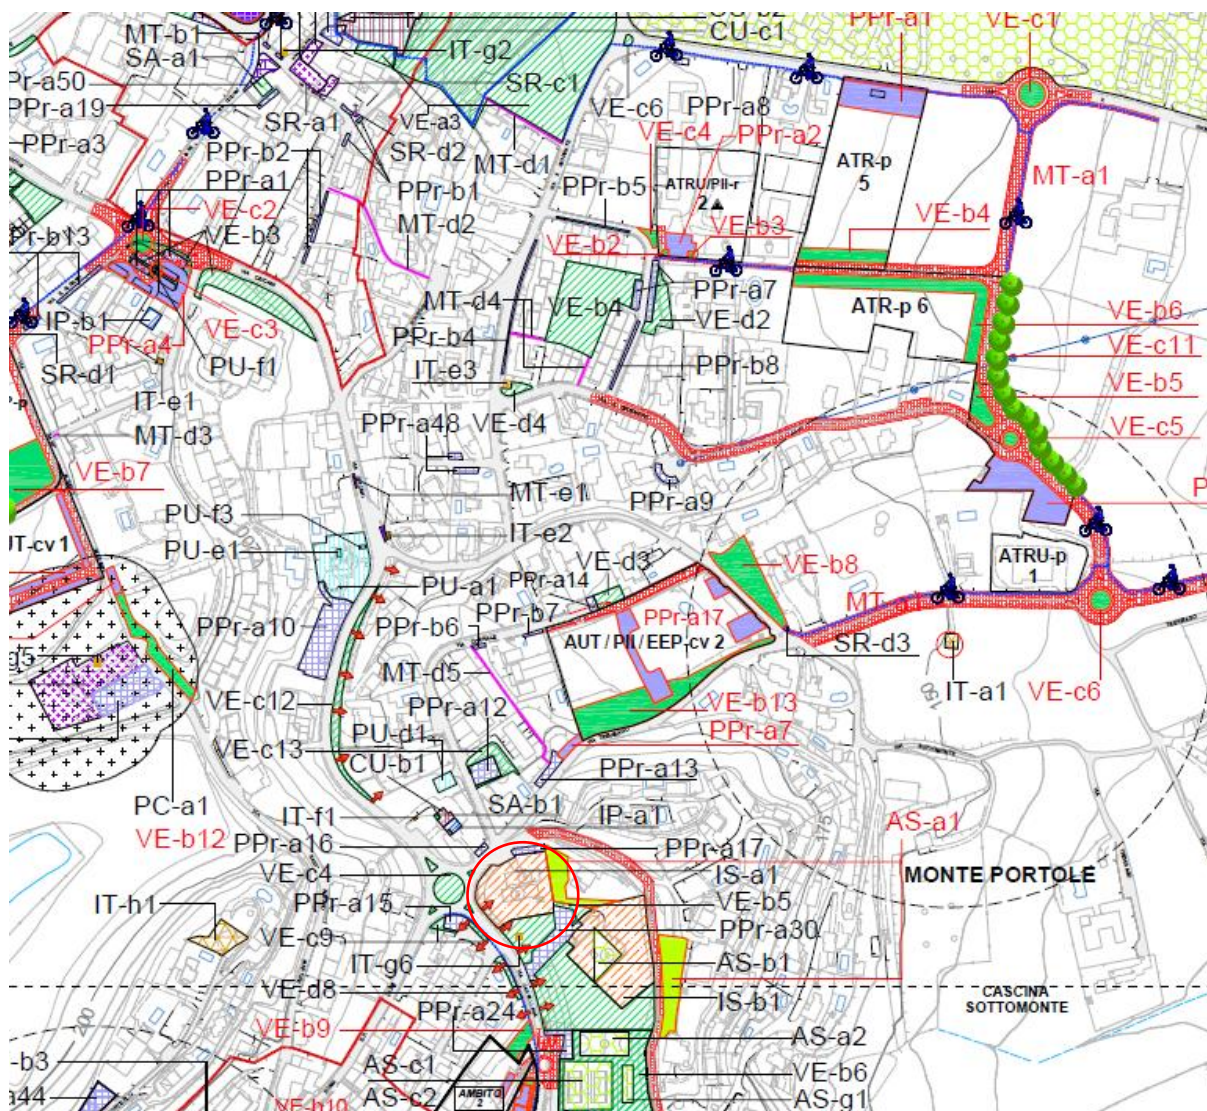 CU-c1
PPr-a1
VE-c1
MT-b1
SA-a1
IT-g2
Pr-a50
PPr-a19
PPr-a3
SR-c1
SR-a1
VE-a3
VE-c6
PPr-a8
PPr-b2
SR-d2
MT-d1
VE-c4
PPr-a2
ATR-p
5
PPr-a1
PPr-b1
PPr-b5
ATRU/PII-r
2
MT-a1
VE-c2
MT-d2
VE-b4
Pr-b13
VE-b3
VE-b2
VE-b3
PPr-a7
MT-d4
VE-b4
ATR-p 6
VE-b6
IP-b1
VE-c3
VE-d2
PPr-a4
PPr-b4
VE-c11
SR-d1
PU-f1
IT-e3
PPr-b8
VE-b5
IT-e1
PPr-a48
VE-d4
VE-c5
MT-d3
VE-b7
MT-e1
PPr-a9
P
PU-f3
UT-cv 1
PU-e1
IT-e2
VE-d3
VE-b8
ATRU-p
1
PU-a1
PPr-a14
PPr-b7
PPr-a17
MT-
PPr-a10
PPr-b6
AUT / PII / EEP-cv 2
SR-d3
g5
MT-d5
IT-a1
VE-c6
VE-c12
VE-b13
PPr-a12
PPr-a7
PU-d1
VE-c13
CU-b1
PPr-a13
PC-a1
SA-b1
IT-f1
IP-a1
VE-b12
AS-a1
PPr-a16
PPr-a17
VE-c4
IS-a1
MONTE PORTOLE
IT-h1
PPr-a15
VE-b5
VE-c9
PPr-a30
IT-g6
AS-b1
VE-d8
IS-b1
CASCINA
SOTTOMONTE
PPr-a24
VE-b9
AS-a2
-b3
AS-c1
VE-b6
a44
AS-c2
AMBITO
2
AS-g1
VE-b10